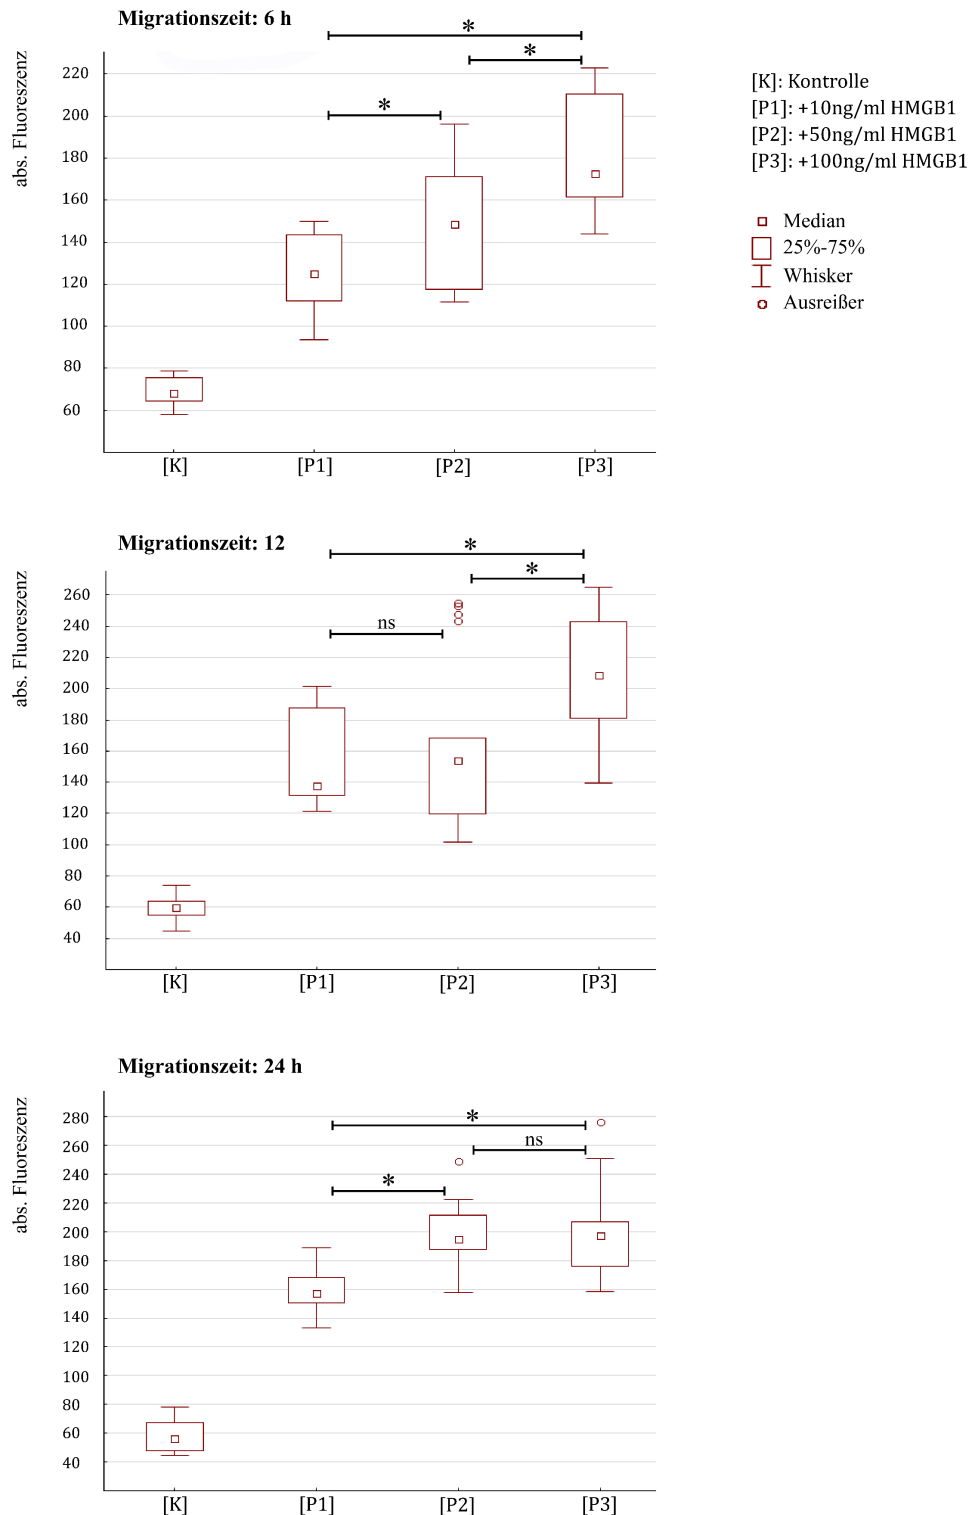 Migrationszeit: 6 h
*
*
*
abs. Fluoreszenz
220
200
180
160
140
120
100
80
60
[K]
[P1]
[P2]
[P3]
[K]: Kontrolle
[P1]: +10ng/ml HMGB1
[P2]: +50ng/ml HMGB1
[P3]: +100ng/ml HMGB1
Median
25%-75%
Whisker
Ausreißer
Migrationszeit: 12
*
*
ns
abs. Fluoreszenz
260
240
220
200
180
160
140
120
100
80
60
40
[K]
[P1]
[P2]
[P3]
Migrationszeit: 24 h
*
ns
*
abs. Fluoreszenz
280
260
240
220
200
180
160
140
120
100
80
60
40
[K]
[P1]
[P2]
[P3]